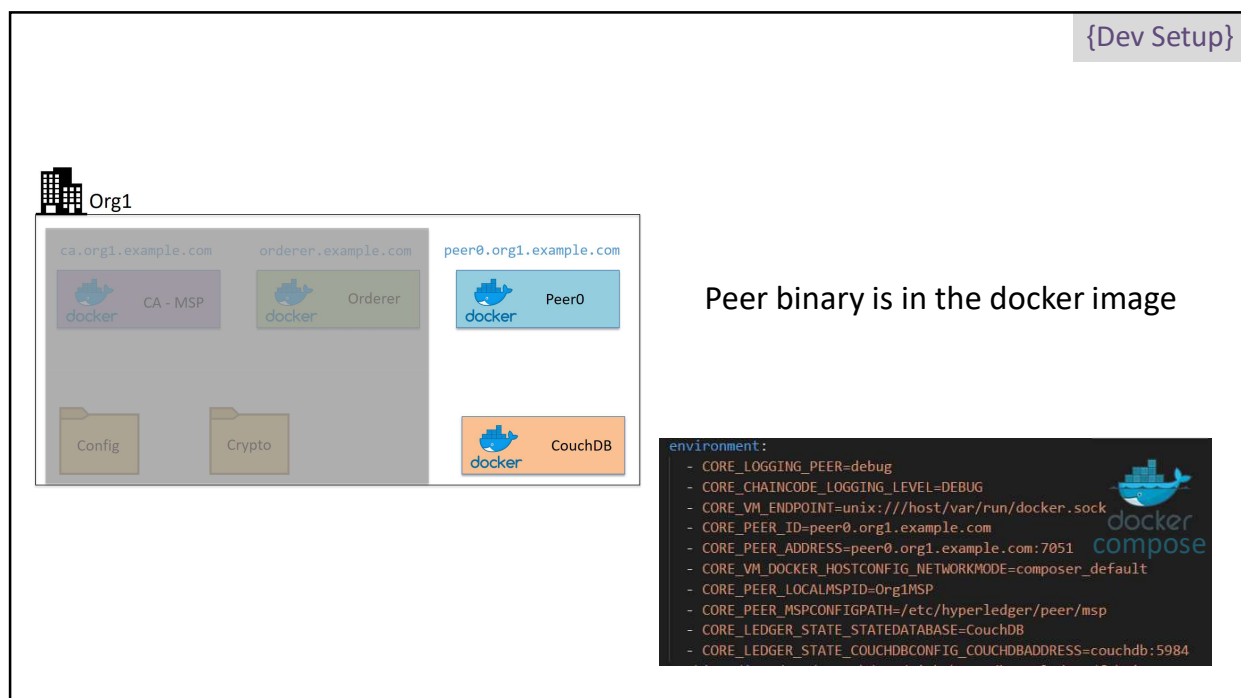 {Dev Setup}
Org1
ca.org1.example.com
orderer.example.com
peer0.org1.example.com
docker
CA - MSP
docker
Orderer
docker
Peer0
Peer binary is in the docker image
Config
Crypto
docker
CouchDB
environment:
- CORE_LOGGING_PEER=debug
- CORE_CHAINCODE_LOGGING_LEVEL=DEBUG
- CORE_VM_ENDPOINT=unix:///host/var/run/docker.sock
- CORE_PEER_ID=peer0.org1.example.com
- CORE_PEER_ADDRESS=peer0.org1.example.com:7051
- CORE_VM_DOCKER_HOSTCONFIG_NETWORKMODE=composer_default
- CORE_PEER_LOCALMSPID=Org1MSP
- CORE_PEER_MSPCONFIGPATH=/etc/hyperledger/peer/msp
- CORE_LEDGER_STATE_STATEDATABASE=CouchDB
- CORE_LEDGER_STATE_COUCHDBCONFIG_COUCHDBADDRESS=couchdb:5984
docker
compose